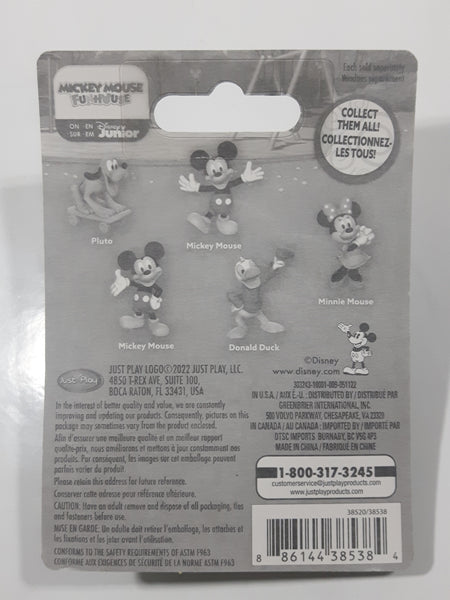 Each sold separately
Vendues séparément
MICKEY MOUSE
FUNHOUSE
ON • EN
SUR • EM
Disney
Junior
COLLECT
THEM ALL!
COLLECTIONNEZ-
LES TOUS!
Pluto
Mickey Mouse
Minnie Mouse
Mickey Mouse
Donald Duck
©Disney
www.disney.com
Just Play
JUST PLAY LOGO©2022 JUST PLAY, LLC.
4850 T-REX AVE, SUITE 100,
BOCA RATON, FL 33431
303243-19001-009-051122
IN U.S.A. / AUX É.-U. : DISTRIBUTED BY / DISTRIBUÉ PAR
GREENBRIER INTERNATIONAL, INC.
500 VOLVO PARKWAY, CHESAPEAKE, VA 23320
IN CANADA / AU CANADA : IMPORTED BY / IMPORTÉ PAR
DTSC IMPORTS, BURNABY, BC V5G 4P3
MADE IN CHINA / FABRIQUÉ EN CHINE
In the interest of better quality and value, we are constantly
improving and updating our products. Consequently, pictures on this
package may sometimes vary from the product enclosed.
Afin d'assurer une meilleure qualité et un meilleur rapport
qualité-prix, nous améliorons et mettons à jour constamment nos
produits. Par conséquent, les images sur cet emballage peuvent
parfois varier du produit
Please retain this address for future reference.
Conserver cette adresse pour référence ultérieure.
CAUTION: Have an adult remove and dispose of all packaging, ties
and fasteners before use.
MISE EN GARDE: Un adulte doit retirer l'emballage, les attaches et
les fixations et les jeter avant l'utilisation.
CONFORMS TO THE SAFETY REQUIREMENTS OF ASTM F963
CONFORME AUX EXIGENCES DE SÉCURITÉ DE LA NORME ASTM F963
1-800-317-3245
customerservice@justplayproducts.com
www.justplayproducts.com
38520/38538
8 86144 38538 4